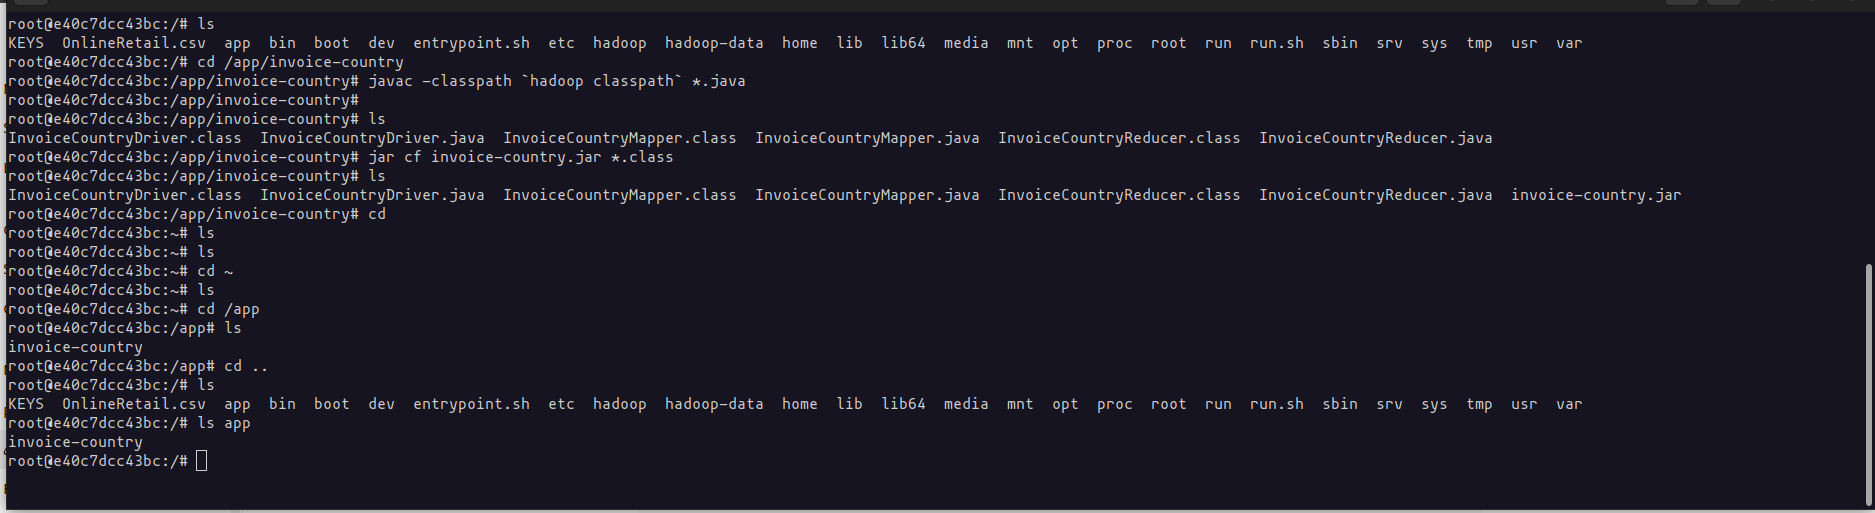 root@e40c7dcc43bc:/# ls
KEYS  OnlineRetail.csv  app  bin  boot  dev  entrypoint.sh  etc  hadoop  hadoop-data  home  lib  lib64  media  mnt  opt  proc  root  run  run.sh  sbin  srv  sys  tmp  usr  var
root@e40c7dcc43bc:/# cd /app/invoice-country
root@e40c7dcc43bc:/app/invoice-country# javac -classpath `hadoop classpath` *.java
root@e40c7dcc43bc:/app/invoice-country#
root@e40c7dcc43bc:/app/invoice-country# ls
InvoiceCountryDriver.class  InvoiceCountryDriver.java  InvoiceCountryMapper.class  InvoiceCountryMapper.java  InvoiceCountryReducer.class  InvoiceCountryReducer.java
root@e40c7dcc43bc:/app/invoice-country# jar cf invoice-country.jar *.class
root@e40c7dcc43bc:/app/invoice-country# ls
InvoiceCountryDriver.class  InvoiceCountryDriver.java  InvoiceCountryMapper.class  InvoiceCountryMapper.java  InvoiceCountryReducer.class  InvoiceCountryReducer.java  invoice-country.jar
root@e40c7dcc43bc:/app/invoice-country# cd
root@e40c7dcc43bc:~# ls
root@e40c7dcc43bc:~# ls
root@e40c7dcc43bc:~# cd ~
root@e40c7dcc43bc:~# ls
root@e40c7dcc43bc:~# cd /app
root@e40c7dcc43bc:/app# ls
invoice-country
root@e40c7dcc43bc:/app# cd ..
root@e40c7dcc43bc:/# ls
KEYS  OnlineRetail.csv  app  bin  boot  dev  entrypoint.sh  etc  hadoop  hadoop-data  home  lib  lib64  media  mnt  opt  proc  root  run  run.sh  sbin  srv  sys  tmp  usr  var
root@e40c7dcc43bc:/# ls app
invoice-country
root@e40c7dcc43bc:/#